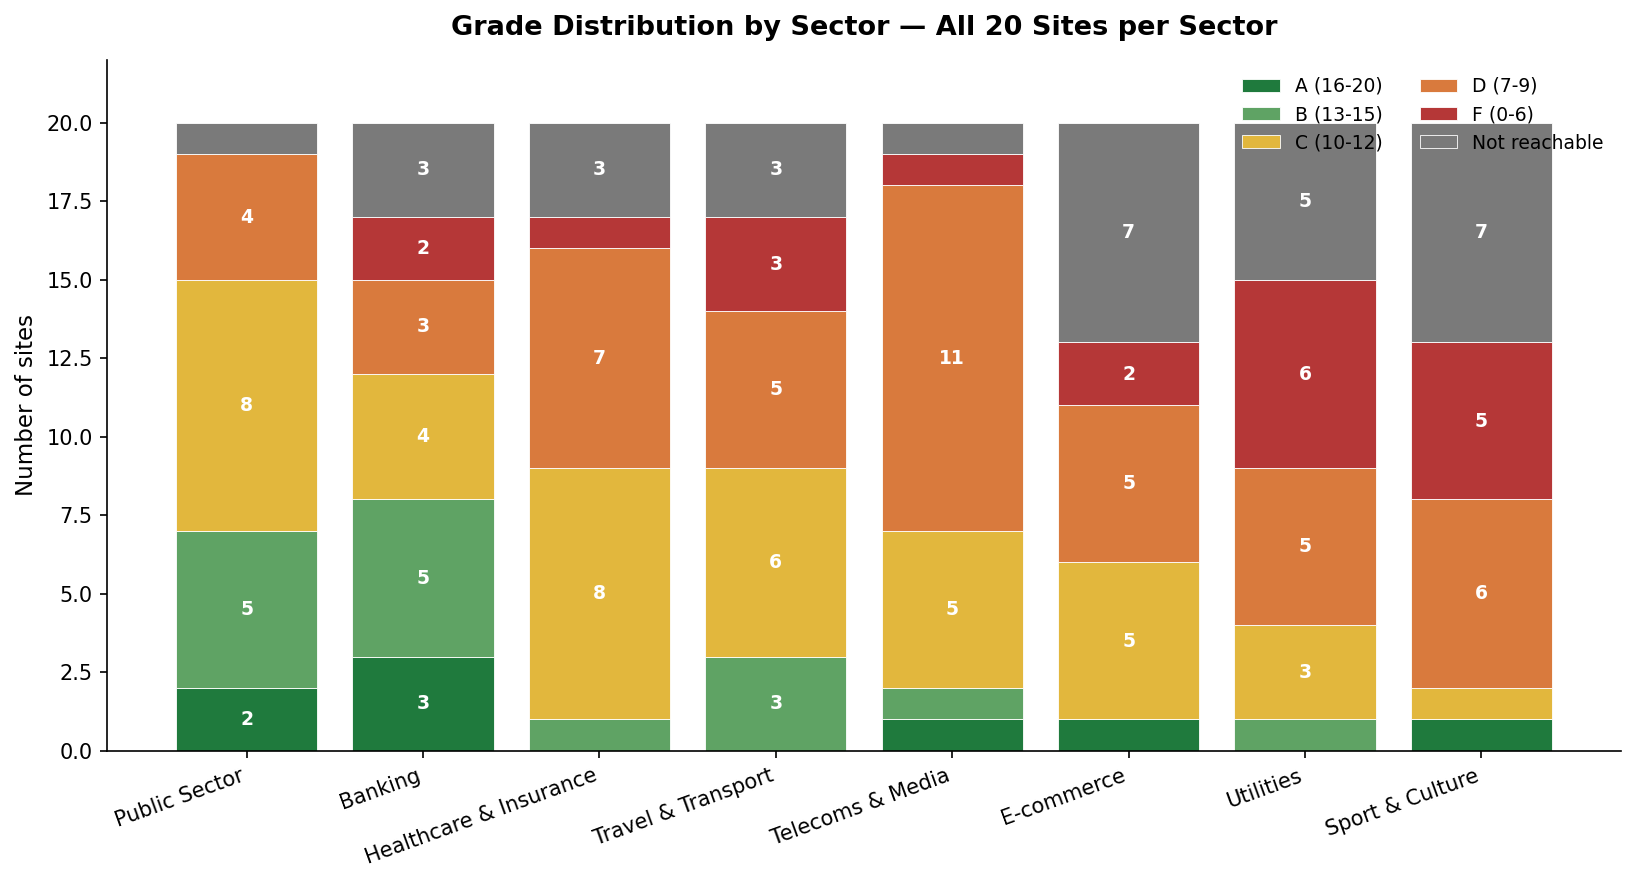 Grade Distribution by Sector — All 20 Sites per Sector
A (16-20)
B (13-15)
C (10-12)
D (7-9)
F (0-6)
Not reachable
Number of sites
20.0
17.5
15.0
12.5
10.0
7.5
5.0
2.5
0.0
4
8
5
2
3
2
3
4
5
3
3
7
8
3
3
5
6
3
11
5
7
2
5
5
5
6
5
3
7
5
6
Public Sector
Banking
Healthcare & Insurance
Travel & Transport
Telecoms & Media
E-commerce
Utilities
Sport & Culture